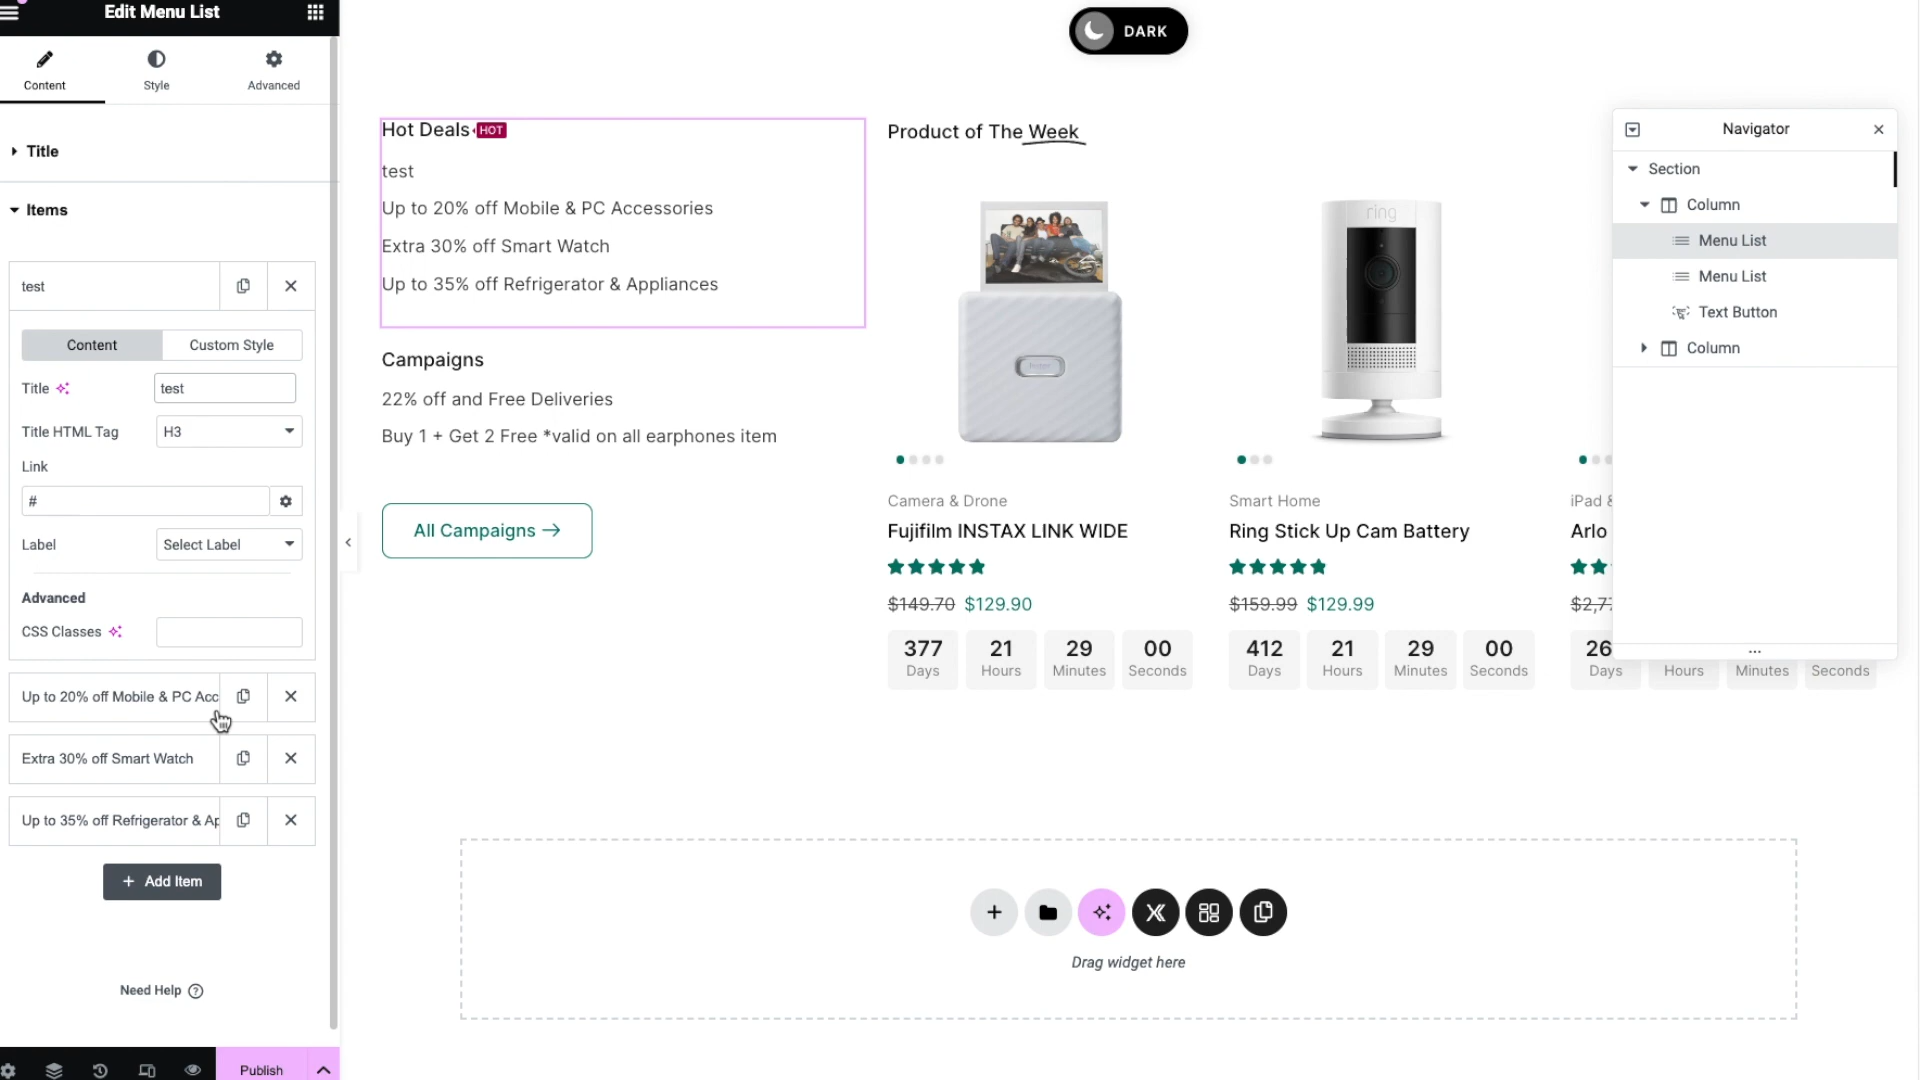 Edit Menu List
Content
Style
Advanced
Title
Items
test
Content
Custom Style
Title
test
Title HTML Tag
H3
Link
#
Label
Select Label
Advanced
CSS Classes
Up to 20% off Mobile & PC Acc
Extra 30% off Smart Watch
Up to 35% off Refrigerator & Ap
+ Add Item
Need Help
Publish
DARK
Hot Deals HOT
test
Up to 20% off Mobile & PC Accessories
Extra 30% off Smart Watch
Up to 35% off Refrigerator & Appliances
Campaigns
22% off and Free Deliveries
Buy 1 + Get 2 Free *valid on all earphones item
All Campaigns →
Product of The Week
Camera & Drone
Fujifilm INSTAX LINK WIDE
$149.70 $129.90
377 21 29 00
Days Hours Minutes Seconds
ring
Smart Home
Ring Stick Up Cam Battery
$159.99 $129.99
412 21 29 00
Days Hours Minutes Seconds
iPad &
Arlo
$2,77
26
Days Hours Minutes Seconds
Navigator
Section
Column
Menu List
Menu List
Text Button
Column
Drag widget here